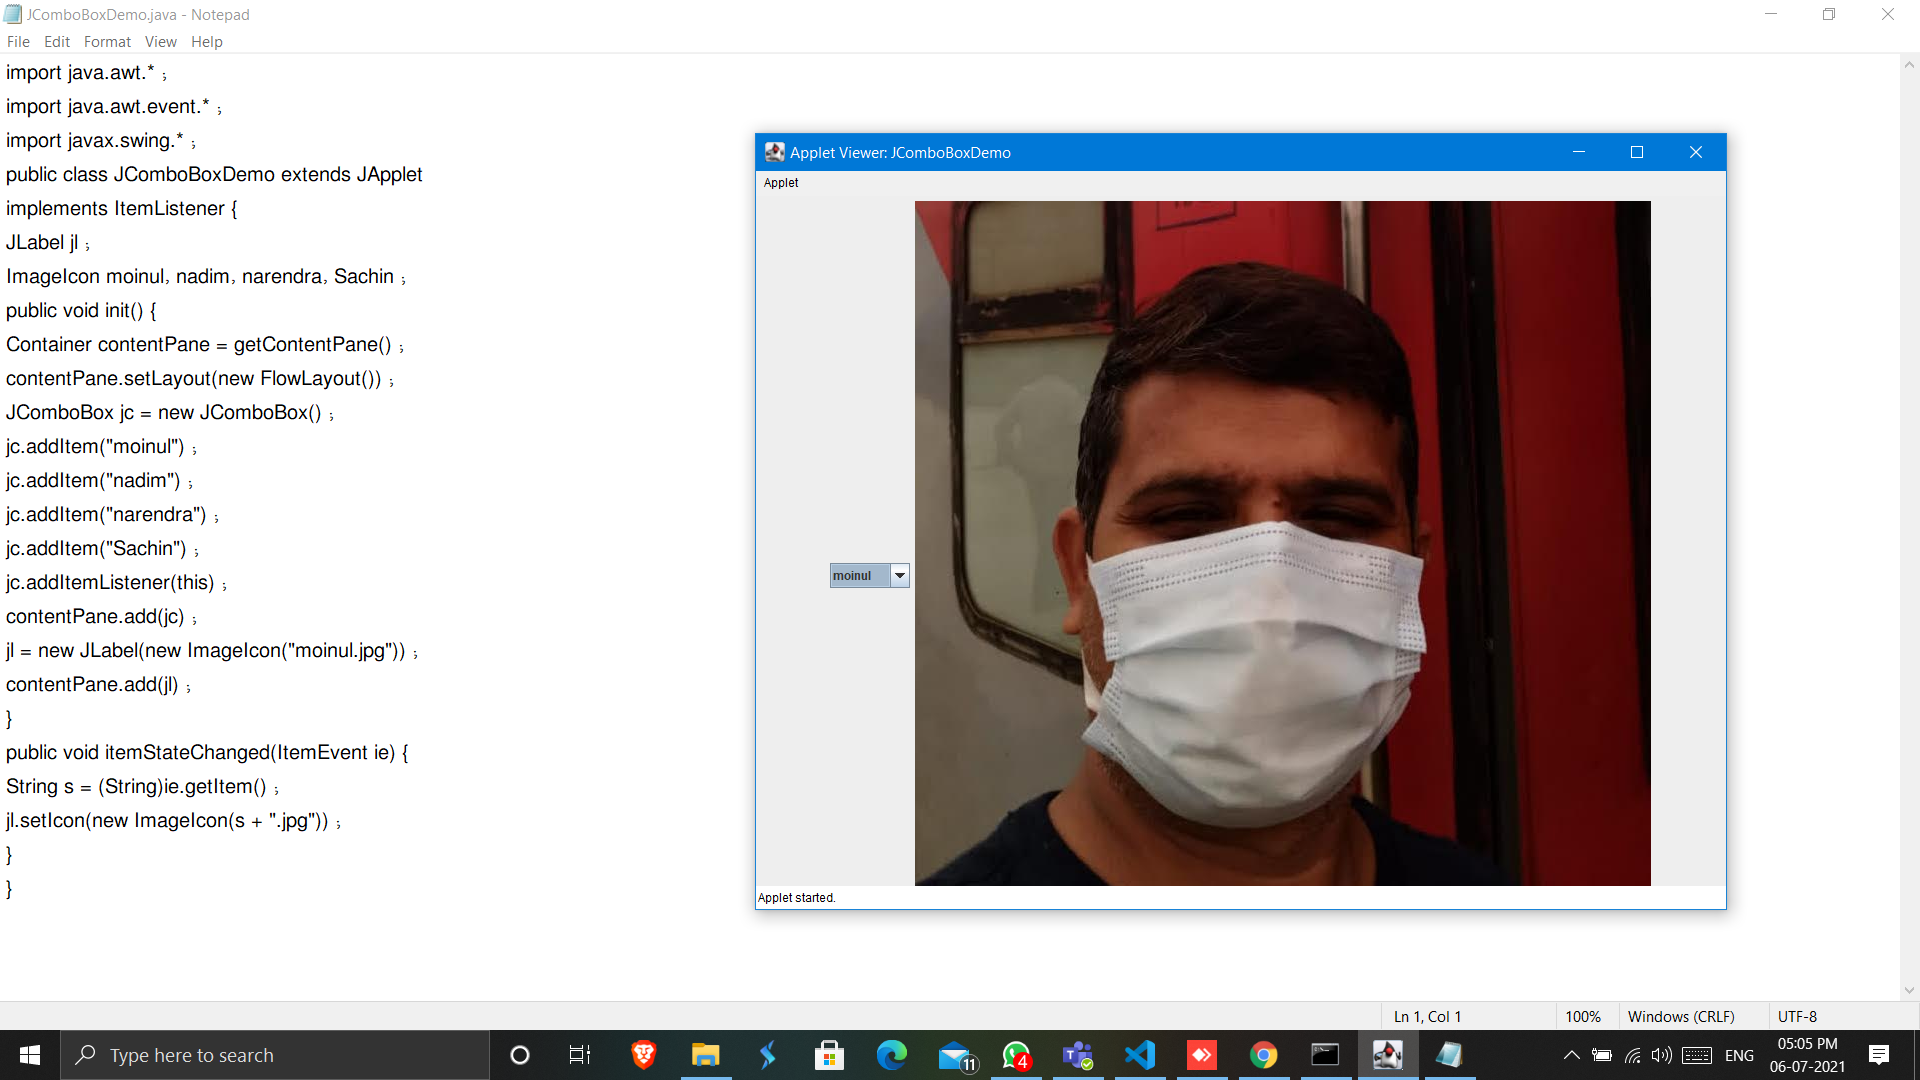 JComboBoxDemo.java - Notepad
File Edit Format View Help
import java.awt.* ;
import java.awt.event.* ;
import javax.swing.* ;
public class JComboBoxDemo extends JApplet
implements ItemListener {
JLabel jl ;
ImageIcon moinul, nadim, narendra, Sachin ;
public void init() {
Container contentPane = getContentPane() ;
contentPane.setLayout(new FlowLayout()) ;
JComboBox jc = new JComboBox() ;
jc.addItem("moinul") ;
jc.addItem("nadim") ;
jc.addItem("narendra") ;
jc.addItem("Sachin") ;
jc.addItemListener(this) ;
contentPane.add(jc) ;
jl = new JLabel(new ImageIcon("moinul.jpg")) ;
contentPane.add(jl) ;
}
public void itemStateChanged(ItemEvent ie) {
String s = (String)ie.getItem() ;
jl.setIcon(new ImageIcon(s + ".jpg")) ;
}
}
Applet Viewer: JComboBoxDemo
Applet
moinul
Applet started.
Ln 1, Col 1 100% Windows (CRLF) UTF-8
Type here to search
11
4
ENG
05:05 PM
06-07-2021